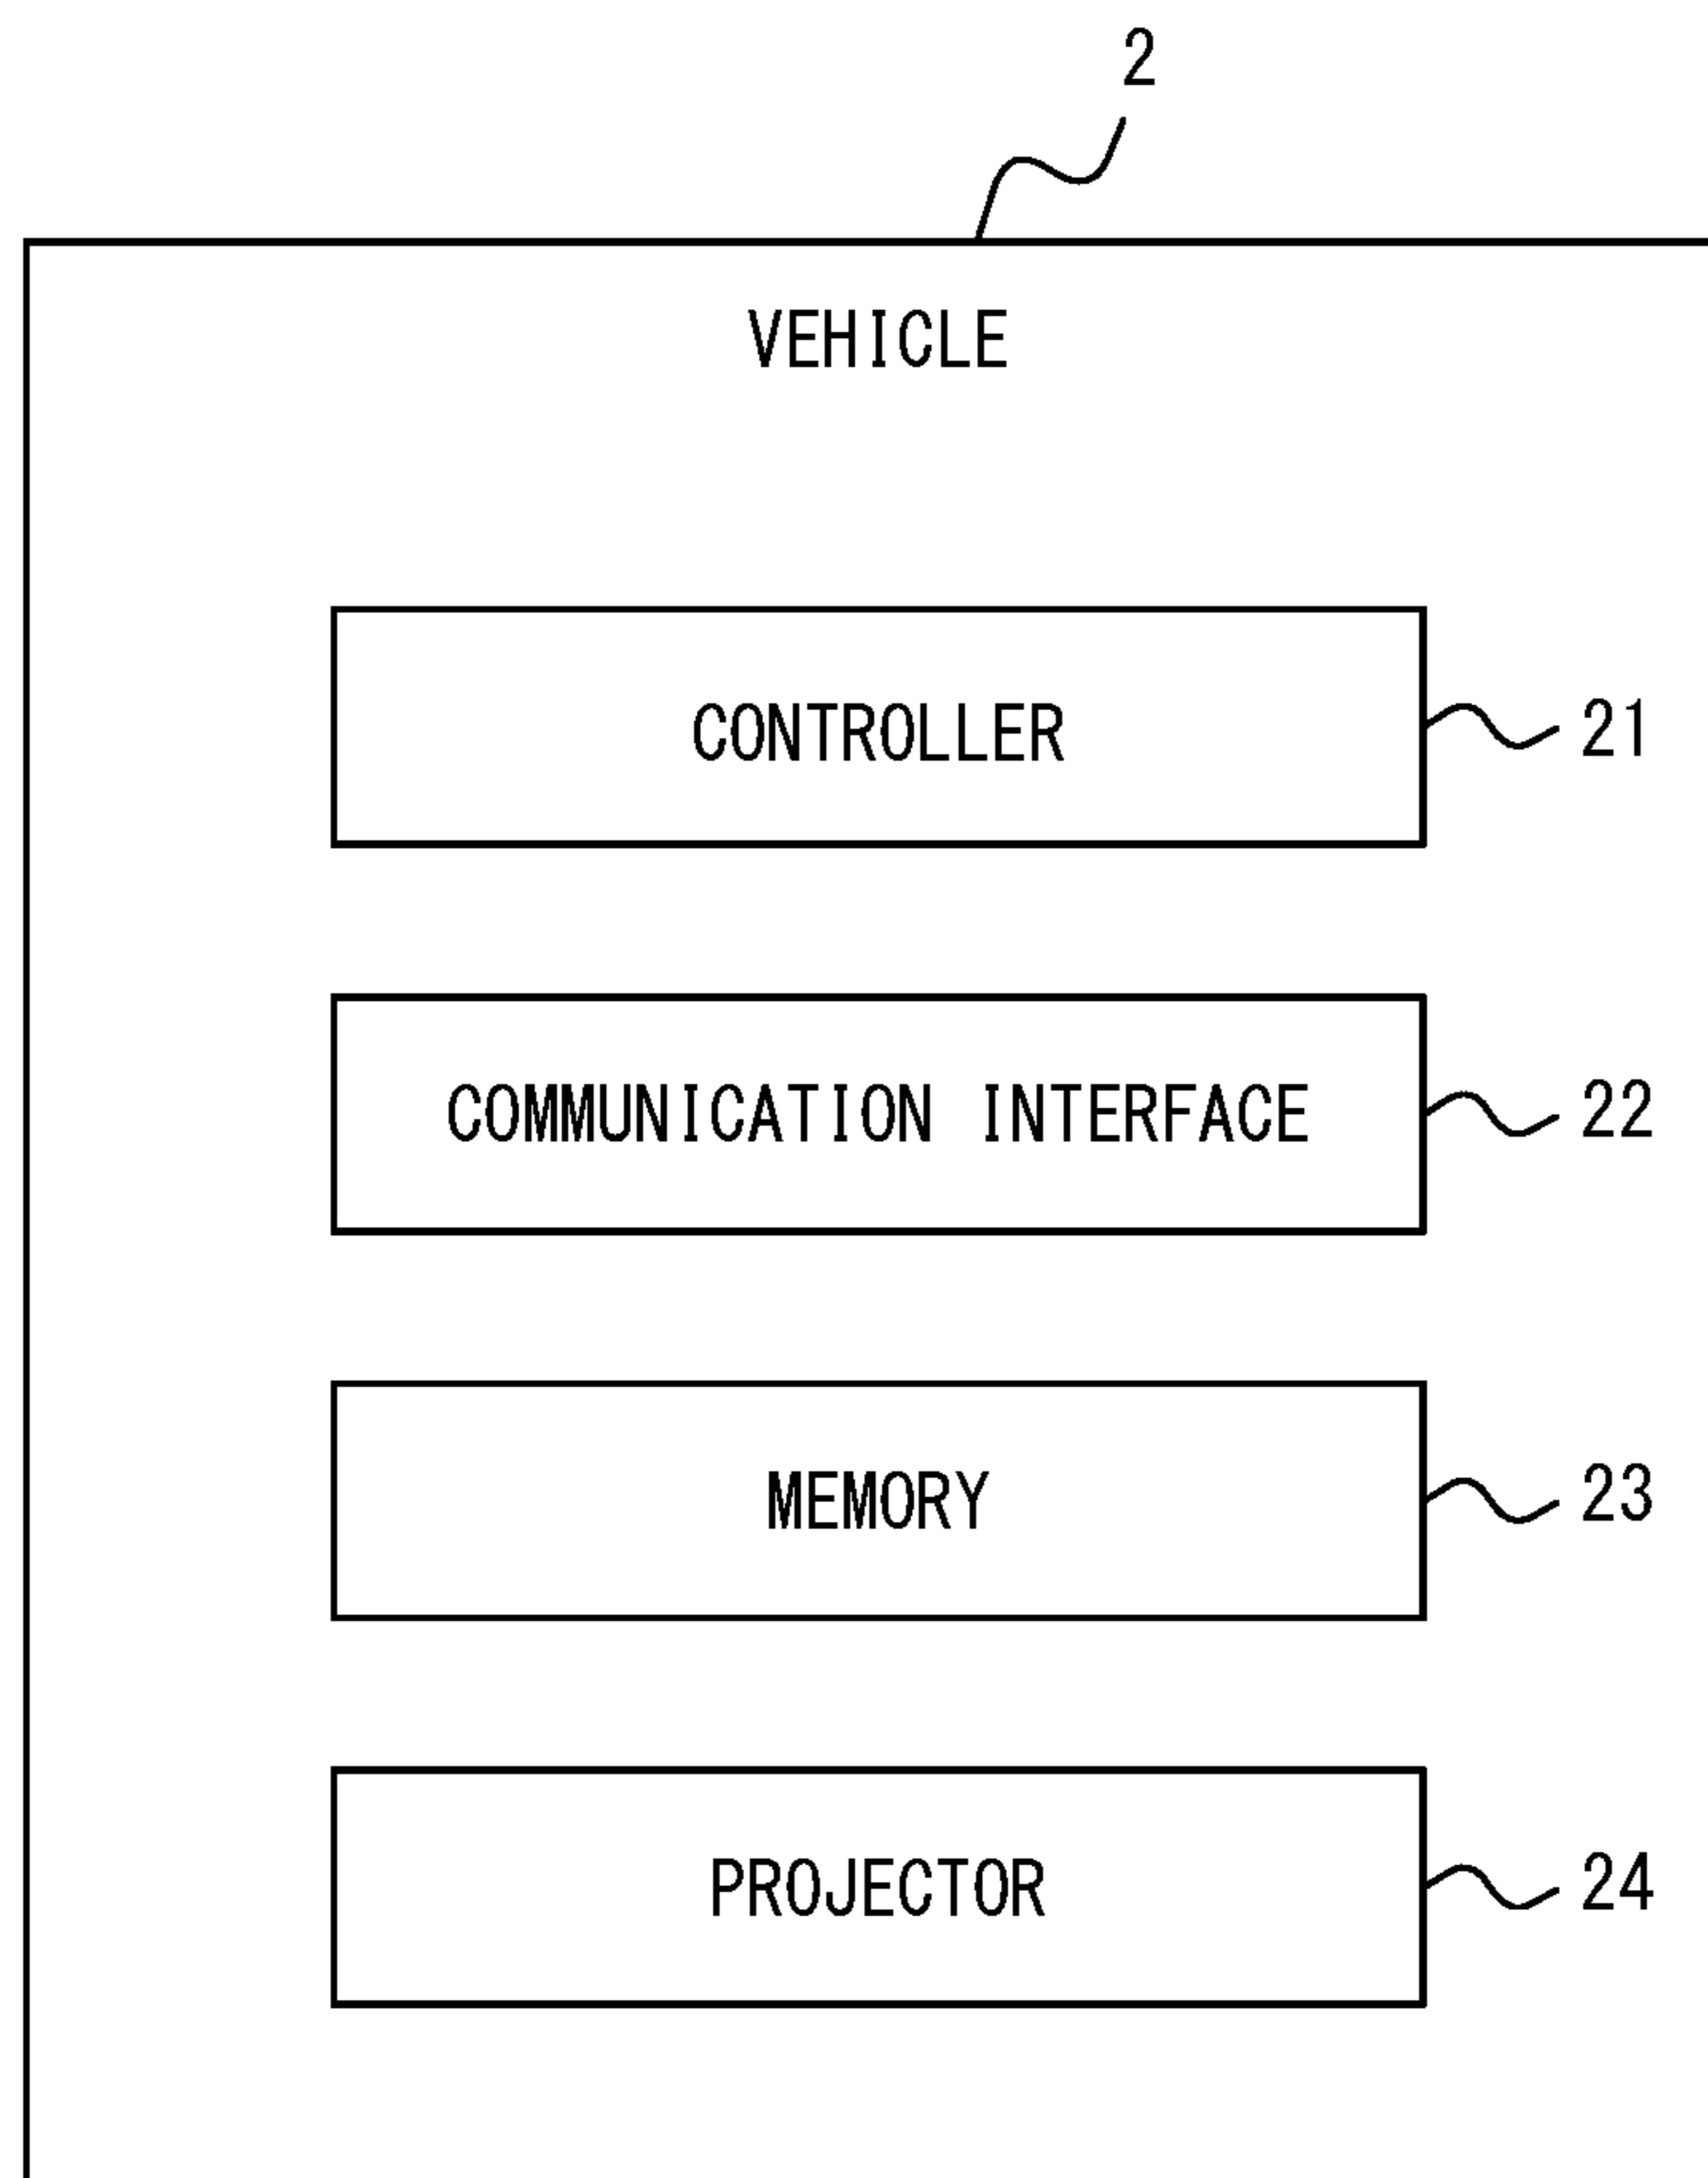 2
VEHICLE
CONTROLLER 21
COMMUNICATION INTERFACE 22
MEMORY 23
PROJECTOR 24